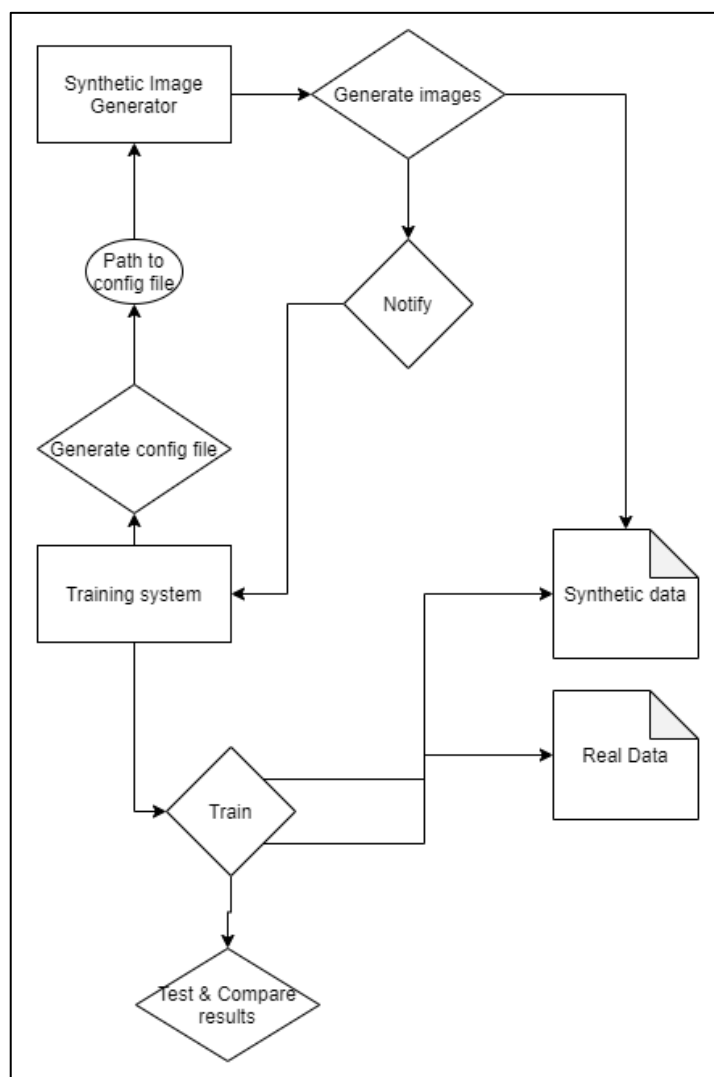 Synthetic Image
Generator
Generate images
Path to
config file
Notify
Generate config file
Training system
Synthetic data
Real Data
Train
Test & Compare
results